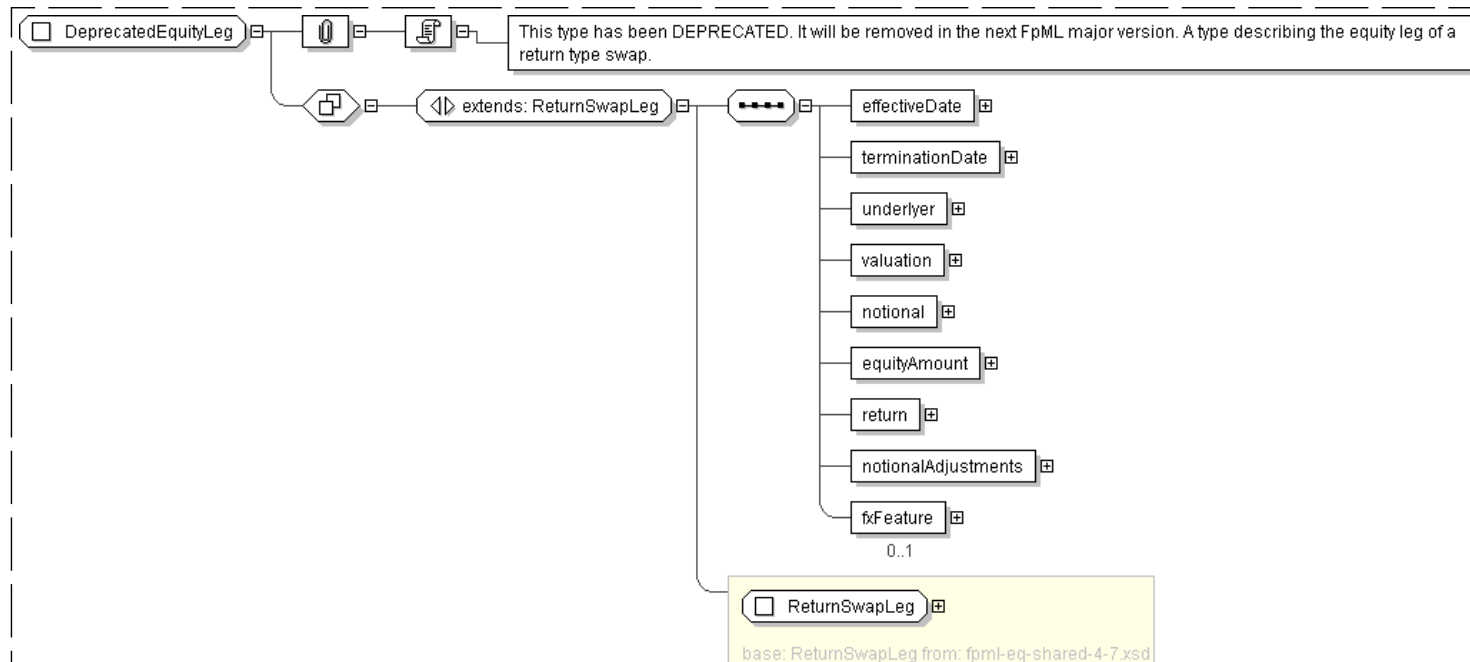 DeprecatedEquityLeg
This type has been DEPRECATED. It will be removed in the next FpML major version. A type describing the equity leg of a
return type swap.
extends: ReturnSwapLeg
effectiveDate
terminationDate
underlyer
valuation
notional
equityAmount
return
notionalAdjustments
fxFeature
0..1
ReturnSwapLeg
base: ReturnSwapLeg from: fpml-eq-shared-4-7.xsd